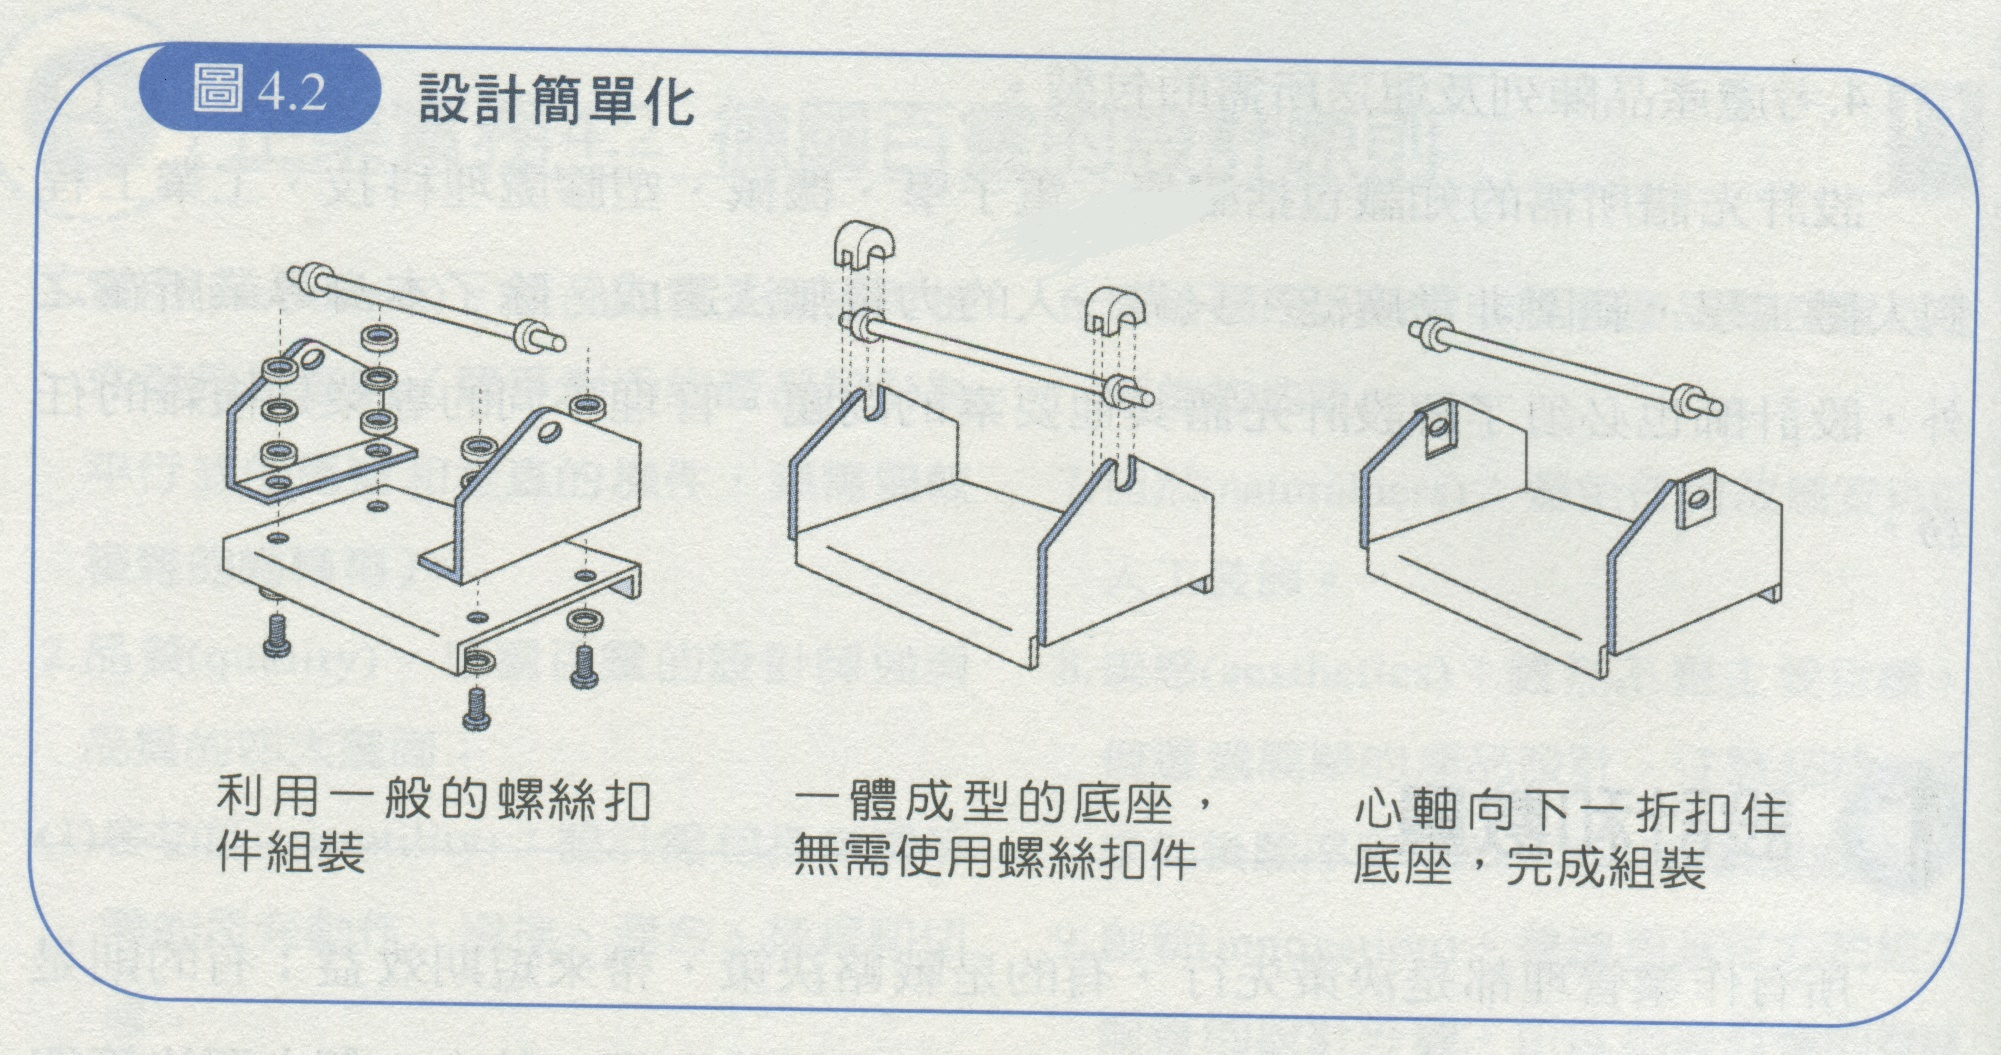 圖 4.2 設計簡單化
利用一般的螺絲扣
件組裝
一體成型的底座，
無需使用螺絲扣件
心軸向下一折扣住
底座，完成組裝